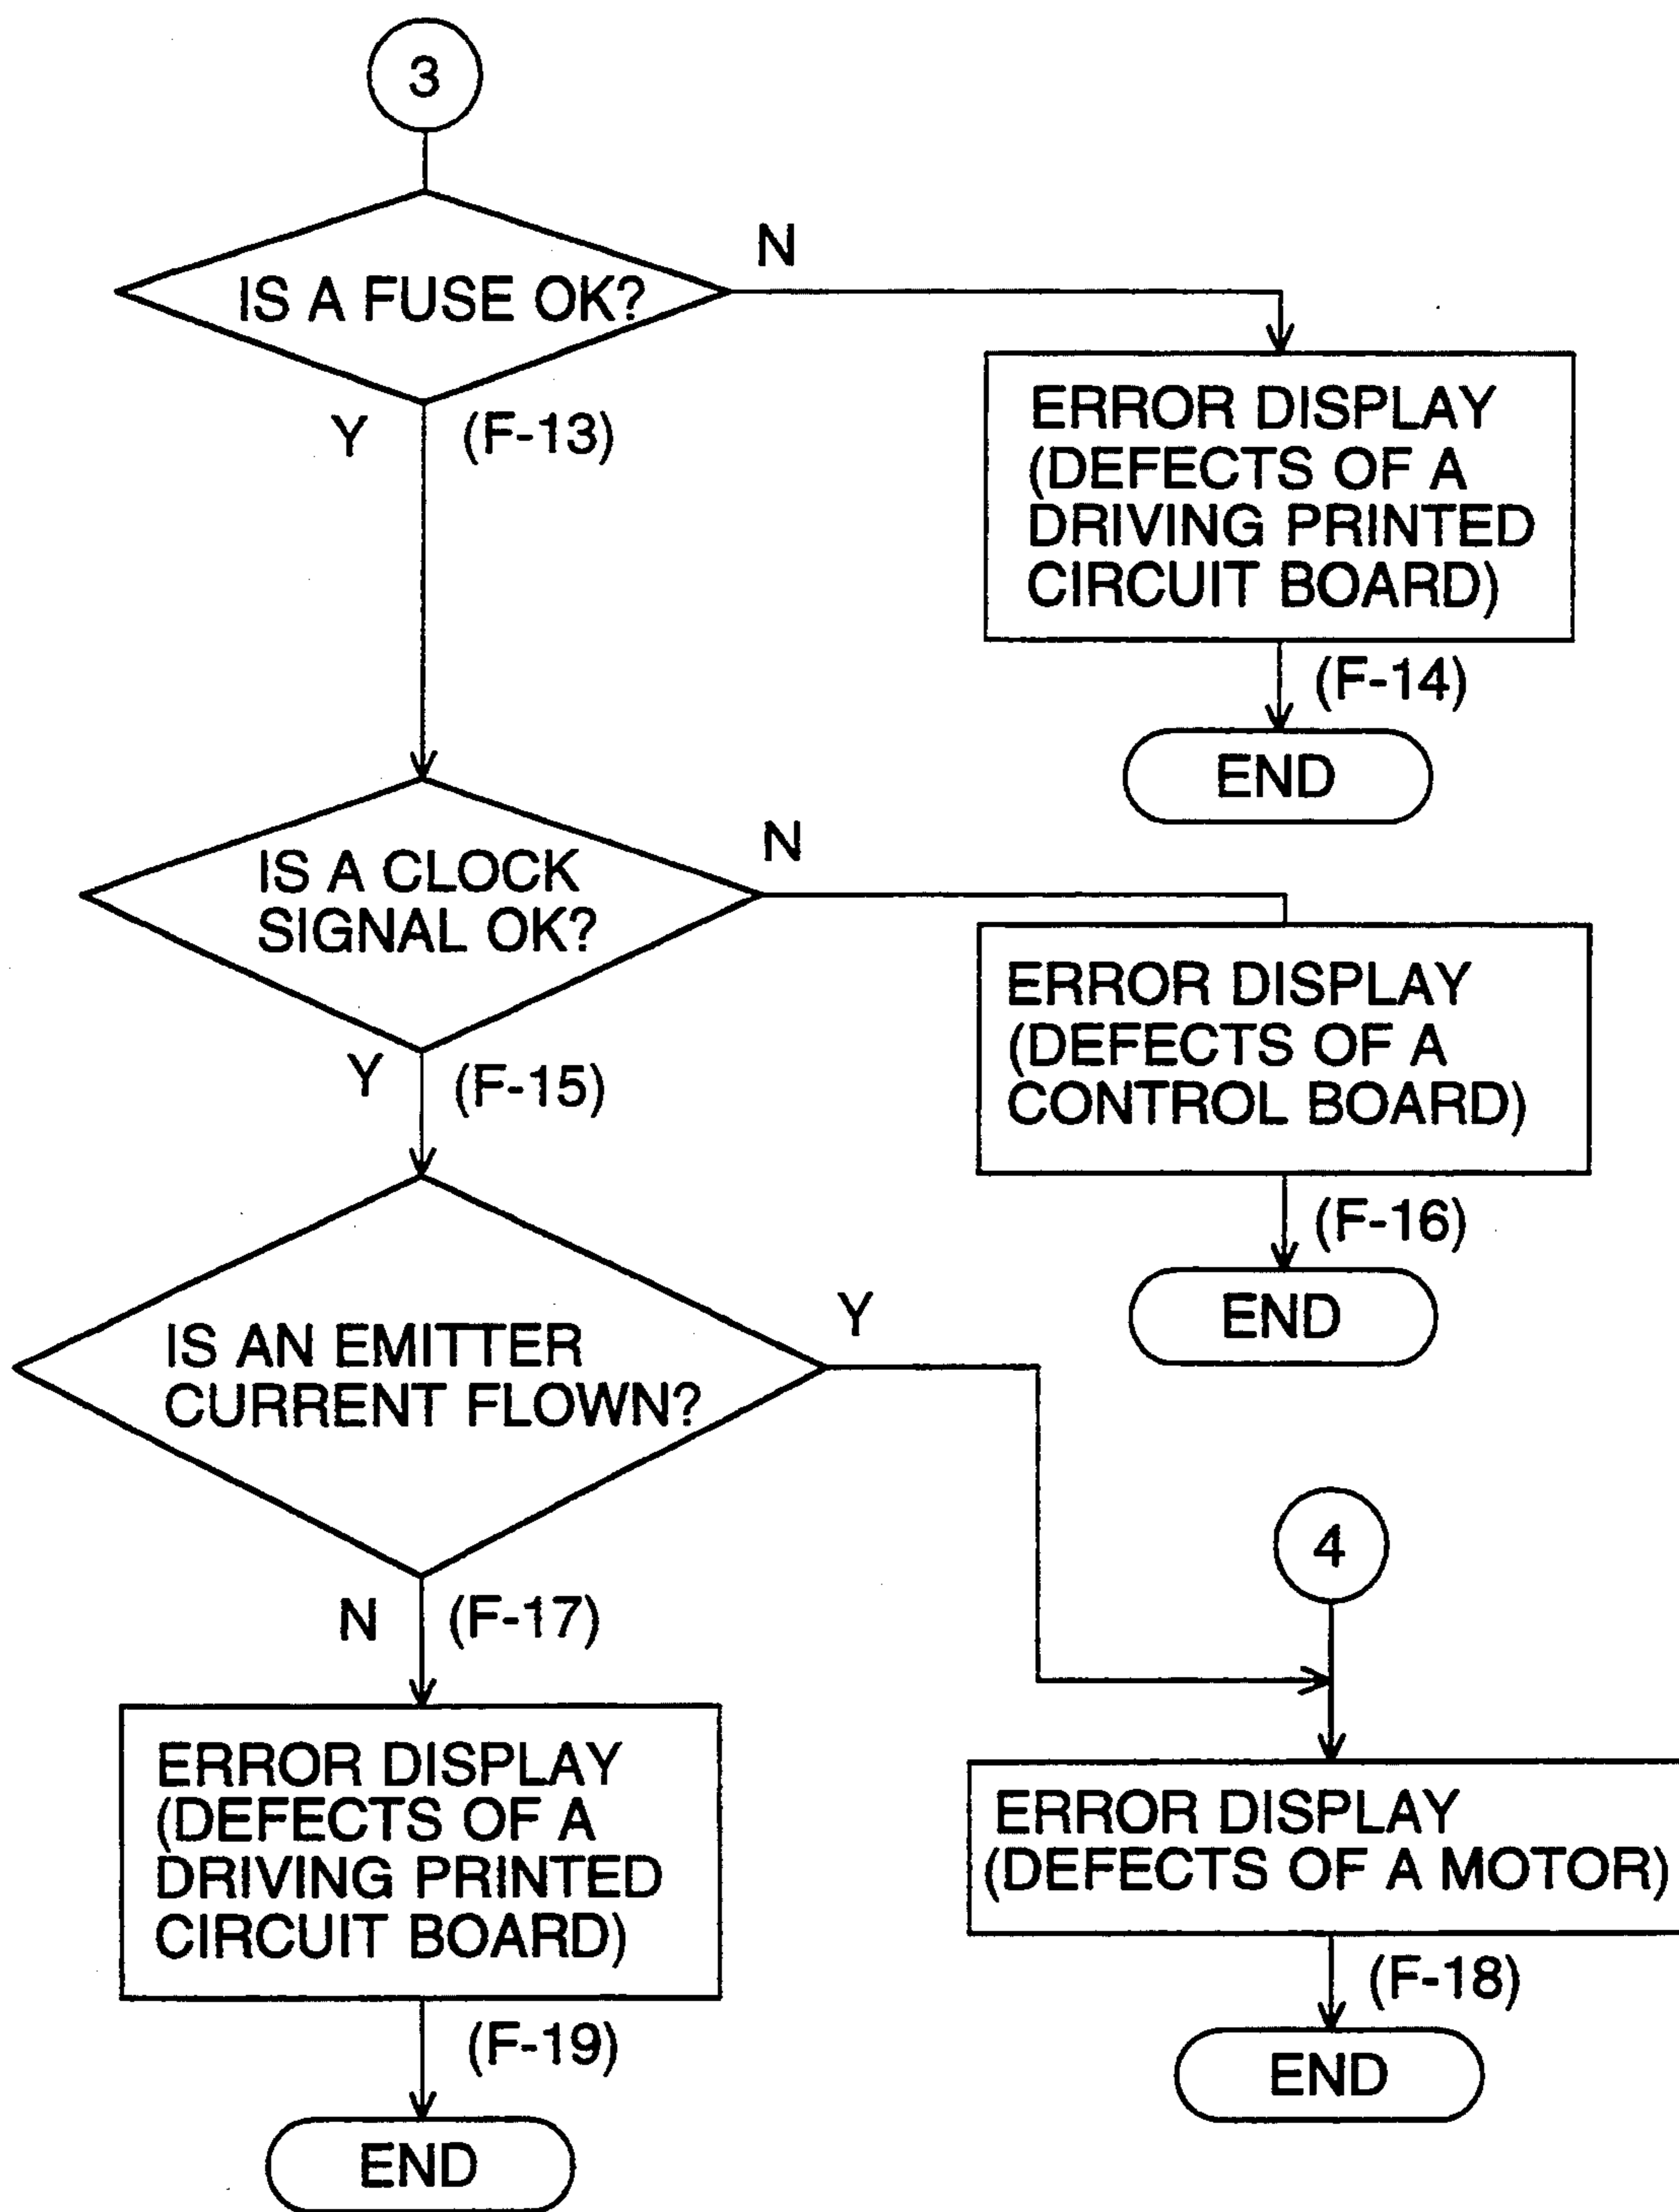 3
IS A FUSE OK?
N
Y
(F-13)
ERROR DISPLAY
(DEFECTS OF A
DRIVING PRINTED
CIRCUIT BOARD)
(F-14)
END
IS A CLOCK
SIGNAL OK?
N
Y
(F-15)
ERROR DISPLAY
(DEFECTS OF A
CONTROL BOARD)
(F-16)
END
IS AN EMITTER
CURRENT FLOWN?
Y
N
(F-17)
4
ERROR DISPLAY
(DEFECTS OF A
DRIVING PRINTED
CIRCUIT BOARD)
(F-19)
END
ERROR DISPLAY
(DEFECTS OF A MOTOR)
(F-18)
END